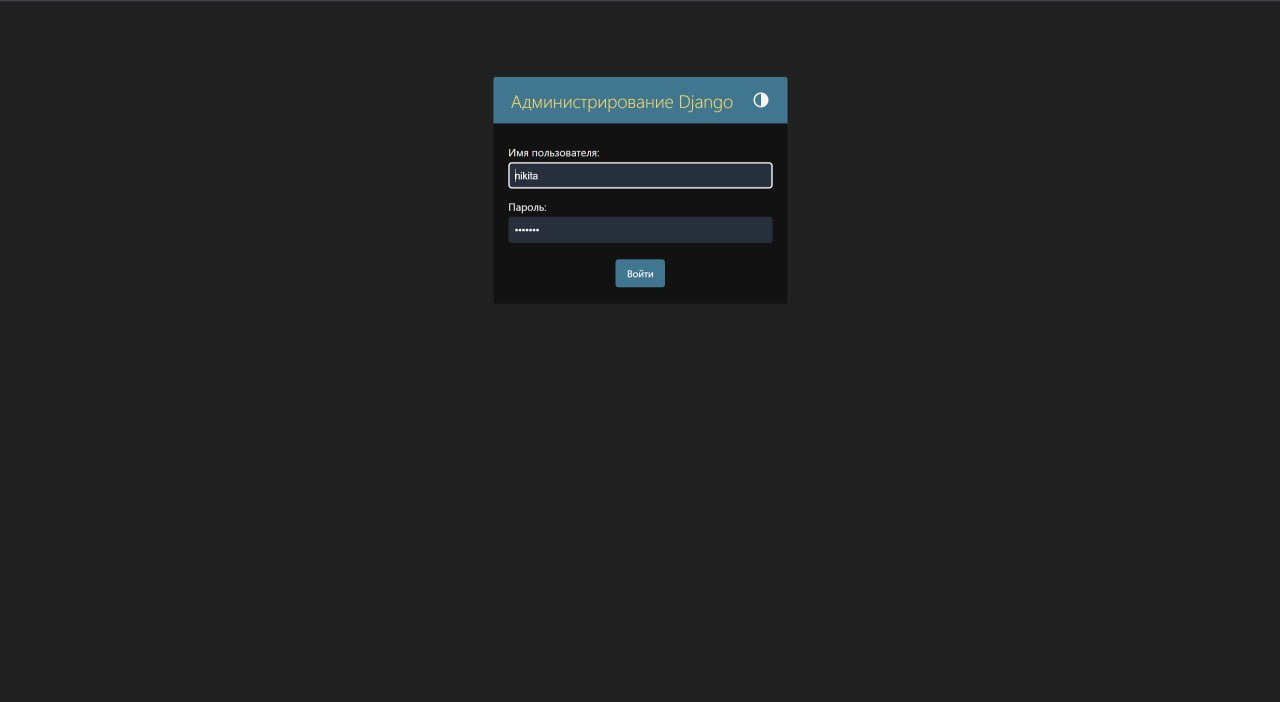 Администрирование Django
Имя пользователя:
nikita
Пароль:
•••••••
Войти